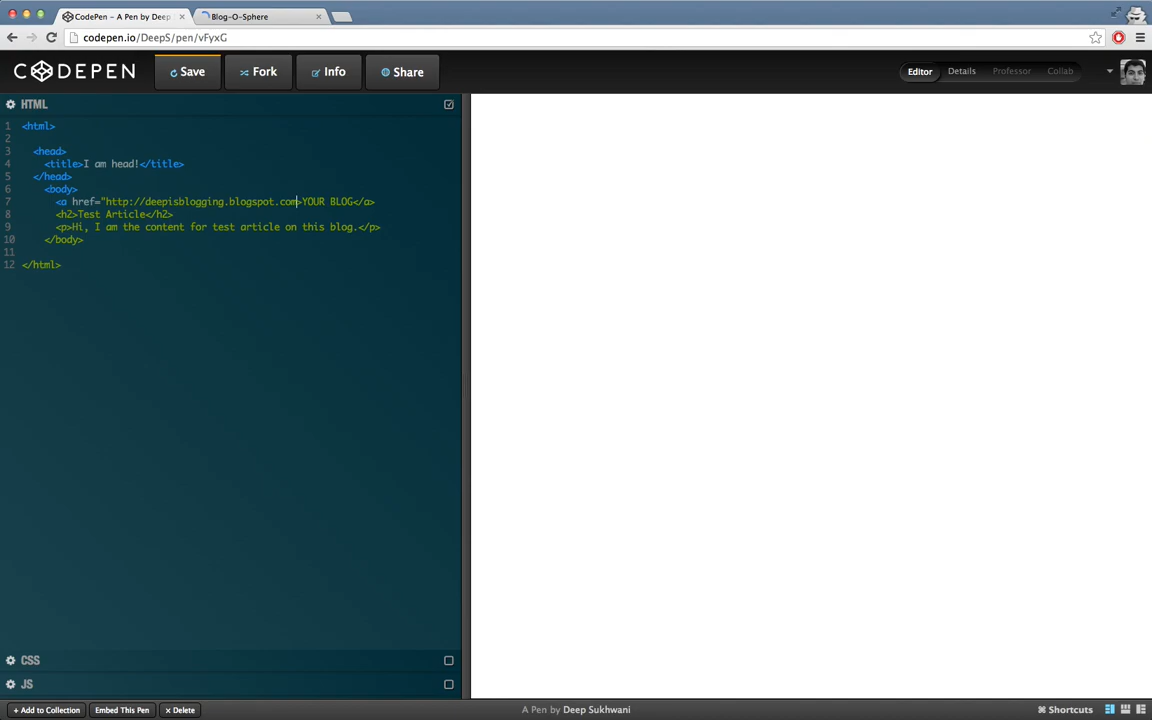 CodePen - A Pen by Deep
Blog-O-Sphere
codepen.io/DeepS/pen/vFyxG
CODEPEN
Save
Fork
Info
Share
Editor
Details
Professor
Collab
HTML
1 <html>
2
3 <head>
4 <title>I am head!</title>
5 </head>
6 <body>
7 <a href="http://deepisblogging.blogspot.com>YOUR BLOG</a>
8 <h2>Test Article</h2>
9 <p>Hi, I am the content for test article on this blog.</p>
10 </body>
11
12 </html>
CSS
JS
+ Add to Collection
Embed This Pen
× Delete
A Pen by Deep Sukhwani
⌘ Shortcuts